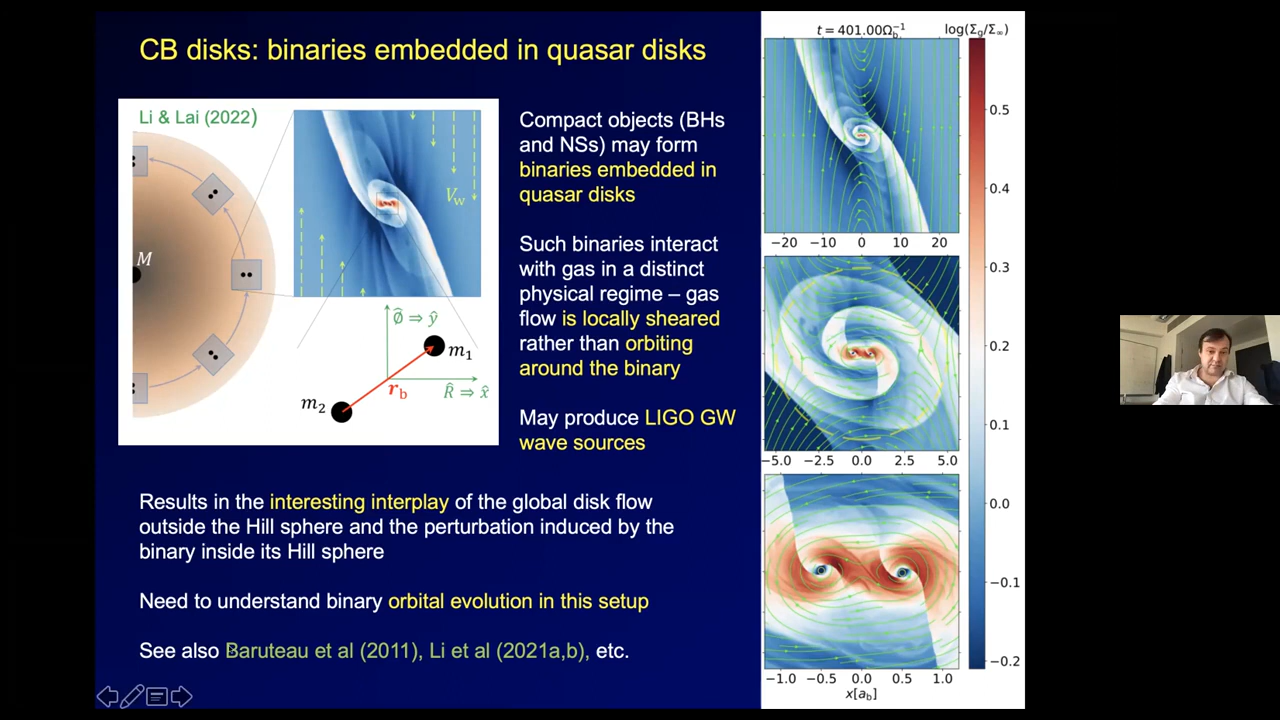 CB disks: binaries embedded in quasar disks
Li & Lai (2022)
M
V_w
ϕ̂ ⇒ ŷ
m₁
R̂ ⇒ x̂
r_b
m₂
Compact objects (BHs
and NSs) may form
binaries embedded in
quasar disks
Such binaries interact
with gas in a distinct
physical regime – gas
flow is locally sheared
rather than orbiting
around the binary
May produce LIGO GW
wave sources
Results in the interesting interplay of the global disk flow
outside the Hill sphere and the perturbation induced by the
binary inside its Hill sphere
Need to understand binary orbital evolution in this setup
See also Baruteau et al (2011), Li et al (2021a,b), etc.
t = 401.00Ω_b⁻¹
log(Σ_g/Σ_∞)
−20 −10 0 10 20
−5.0 −2.5 0.0 2.5 5.0
−1.0 −0.5 0.0 0.5 1.0
x[a_b]
0.5
0.4
0.3
0.2
0.1
0.0
−0.1
−0.2